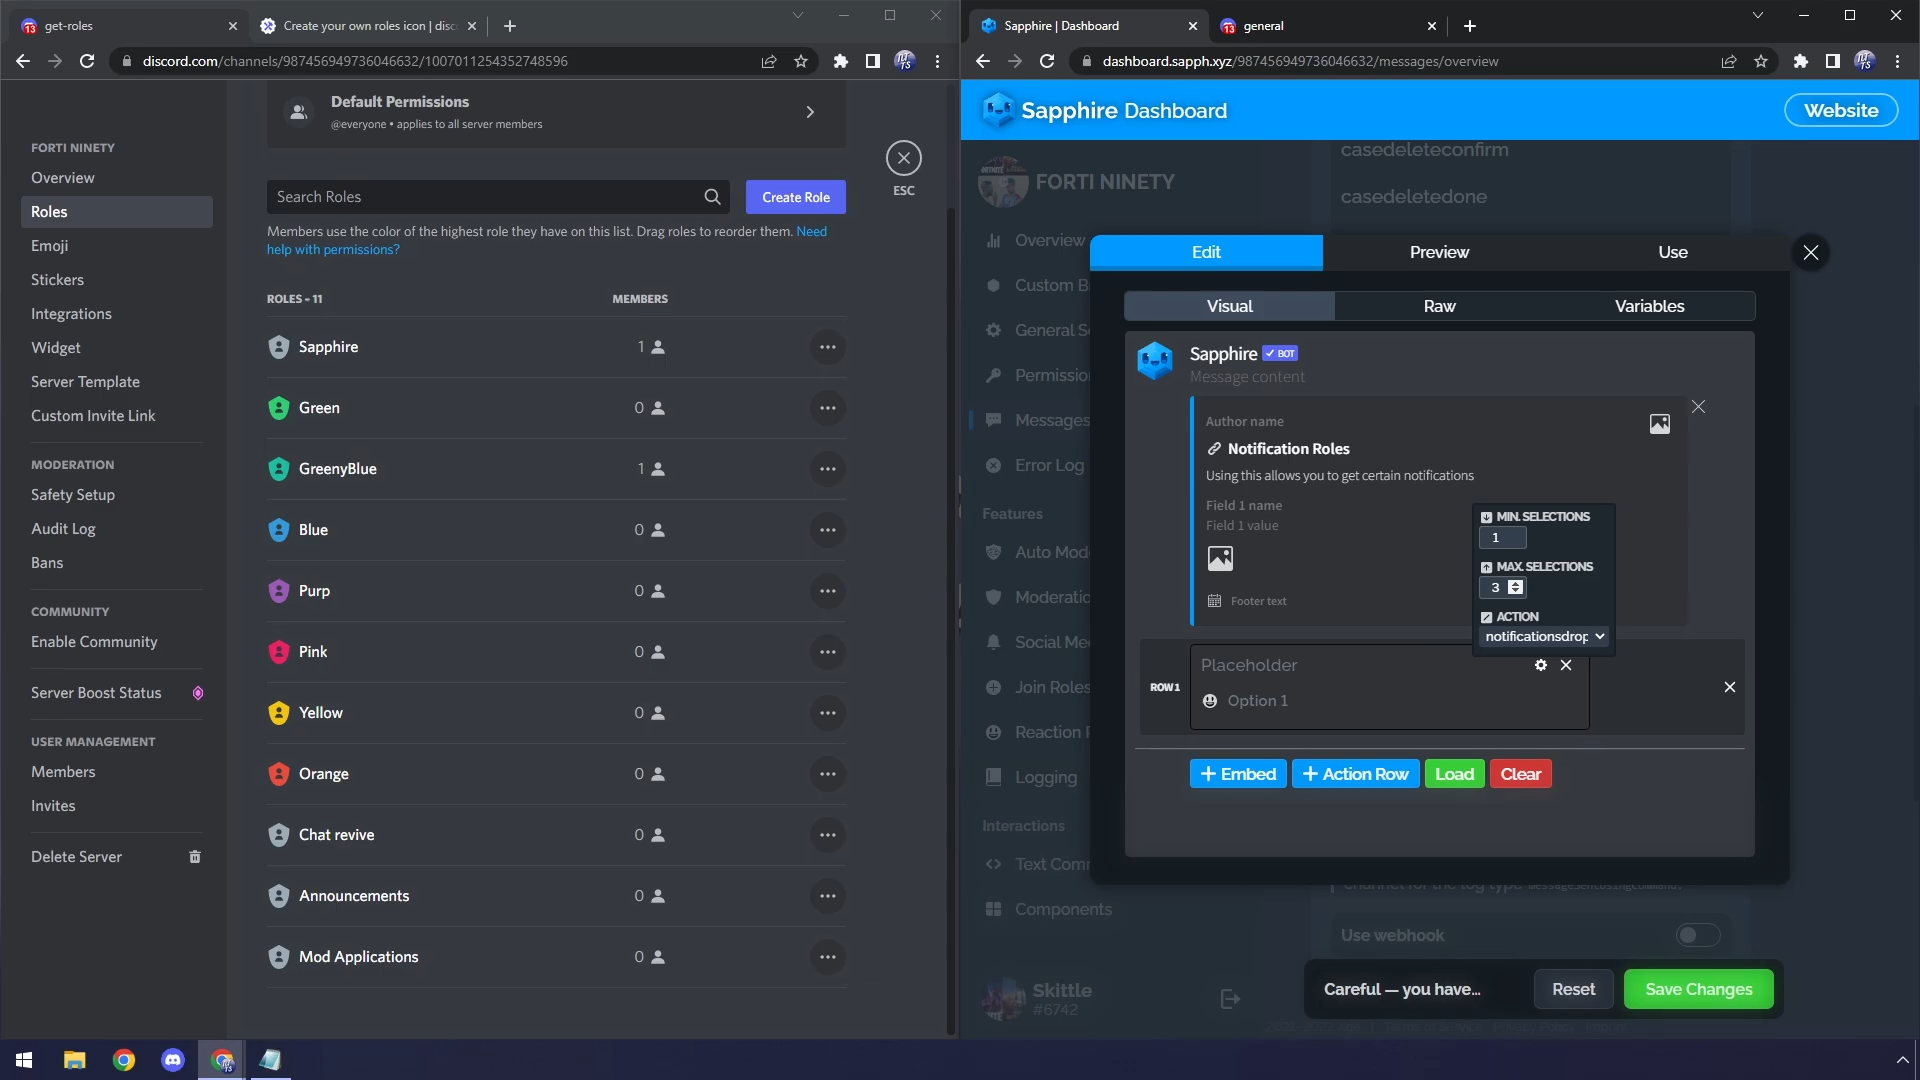 get-roles
Create your own roles icon | disc
discord.com/channels/987456949736046632/1007011254352748596
FORTI NINETY
Overview
Roles
Emoji
Stickers
Integrations
Widget
Server Template
Custom Invite Link
MODERATION
Safety Setup
Audit Log
Bans
COMMUNITY
Enable Community
Server Boost Status
USER MANAGEMENT
Members
Invites
Delete Server
Default Permissions
@everyone • applies to all server members
Search Roles
Create Role
ESC
Members use the color of the highest role they have on this list. Drag roles to reorder them. Need
help with permissions?
ROLES - 11 MEMBERS
Sapphire 1
Green 0
GreenyBlue 1
Blue 0
Purp 0
Pink 0
Yellow 0
Orange 0
Chat revive 0
Announcements 0
Mod Applications 0
Sapphire | Dashboard
13 general
dashboard.sapph.xyz/987456949736046632/messages/overview
Sapphire Dashboard
Website
FORTI NINETY
Overview
Custom B
General Se
Permissio
Messages
Error Log
Features
Auto Mod
Moderatio
Social Me
Join Roles
Reaction R
Logging
Interactions
Text Comm
Components
Skittle
#6742
casedeleteconfirm
casedeletedone
Edit Preview Use
Visual Raw Variables
Sapphire BOT
Message content
Author name
Notification Roles
Using this allows you to get certain notifications
Field 1 name
Field 1 value
Footer text
MIN. SELECTIONS
1
MAX. SELECTIONS
3
ACTION
notificationsdrop
ROW 1
Placeholder
Option 1
+ Embed + Action Row Load Clear
channel for the log type
Use webhook
Careful — you have...
Reset
Save Changes